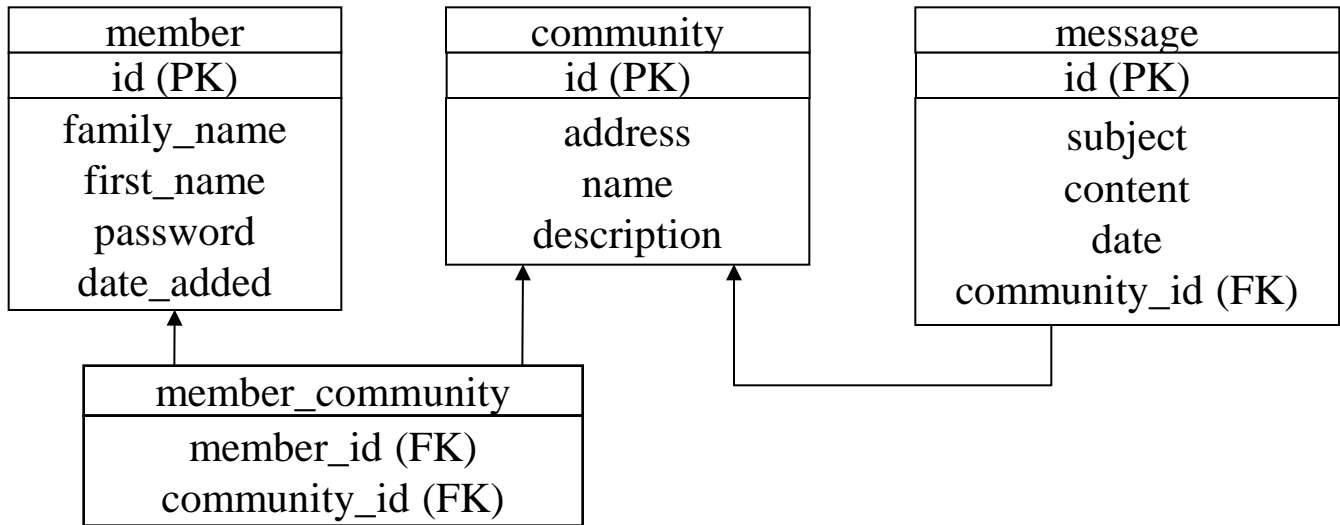 member
id (PK)
family_name
first_name
password
date_added
community
id (PK)
address
name
description
message
id (PK)
subject
content
date
community_id (FK)
member_community
member_id (FK)
community_id (FK)